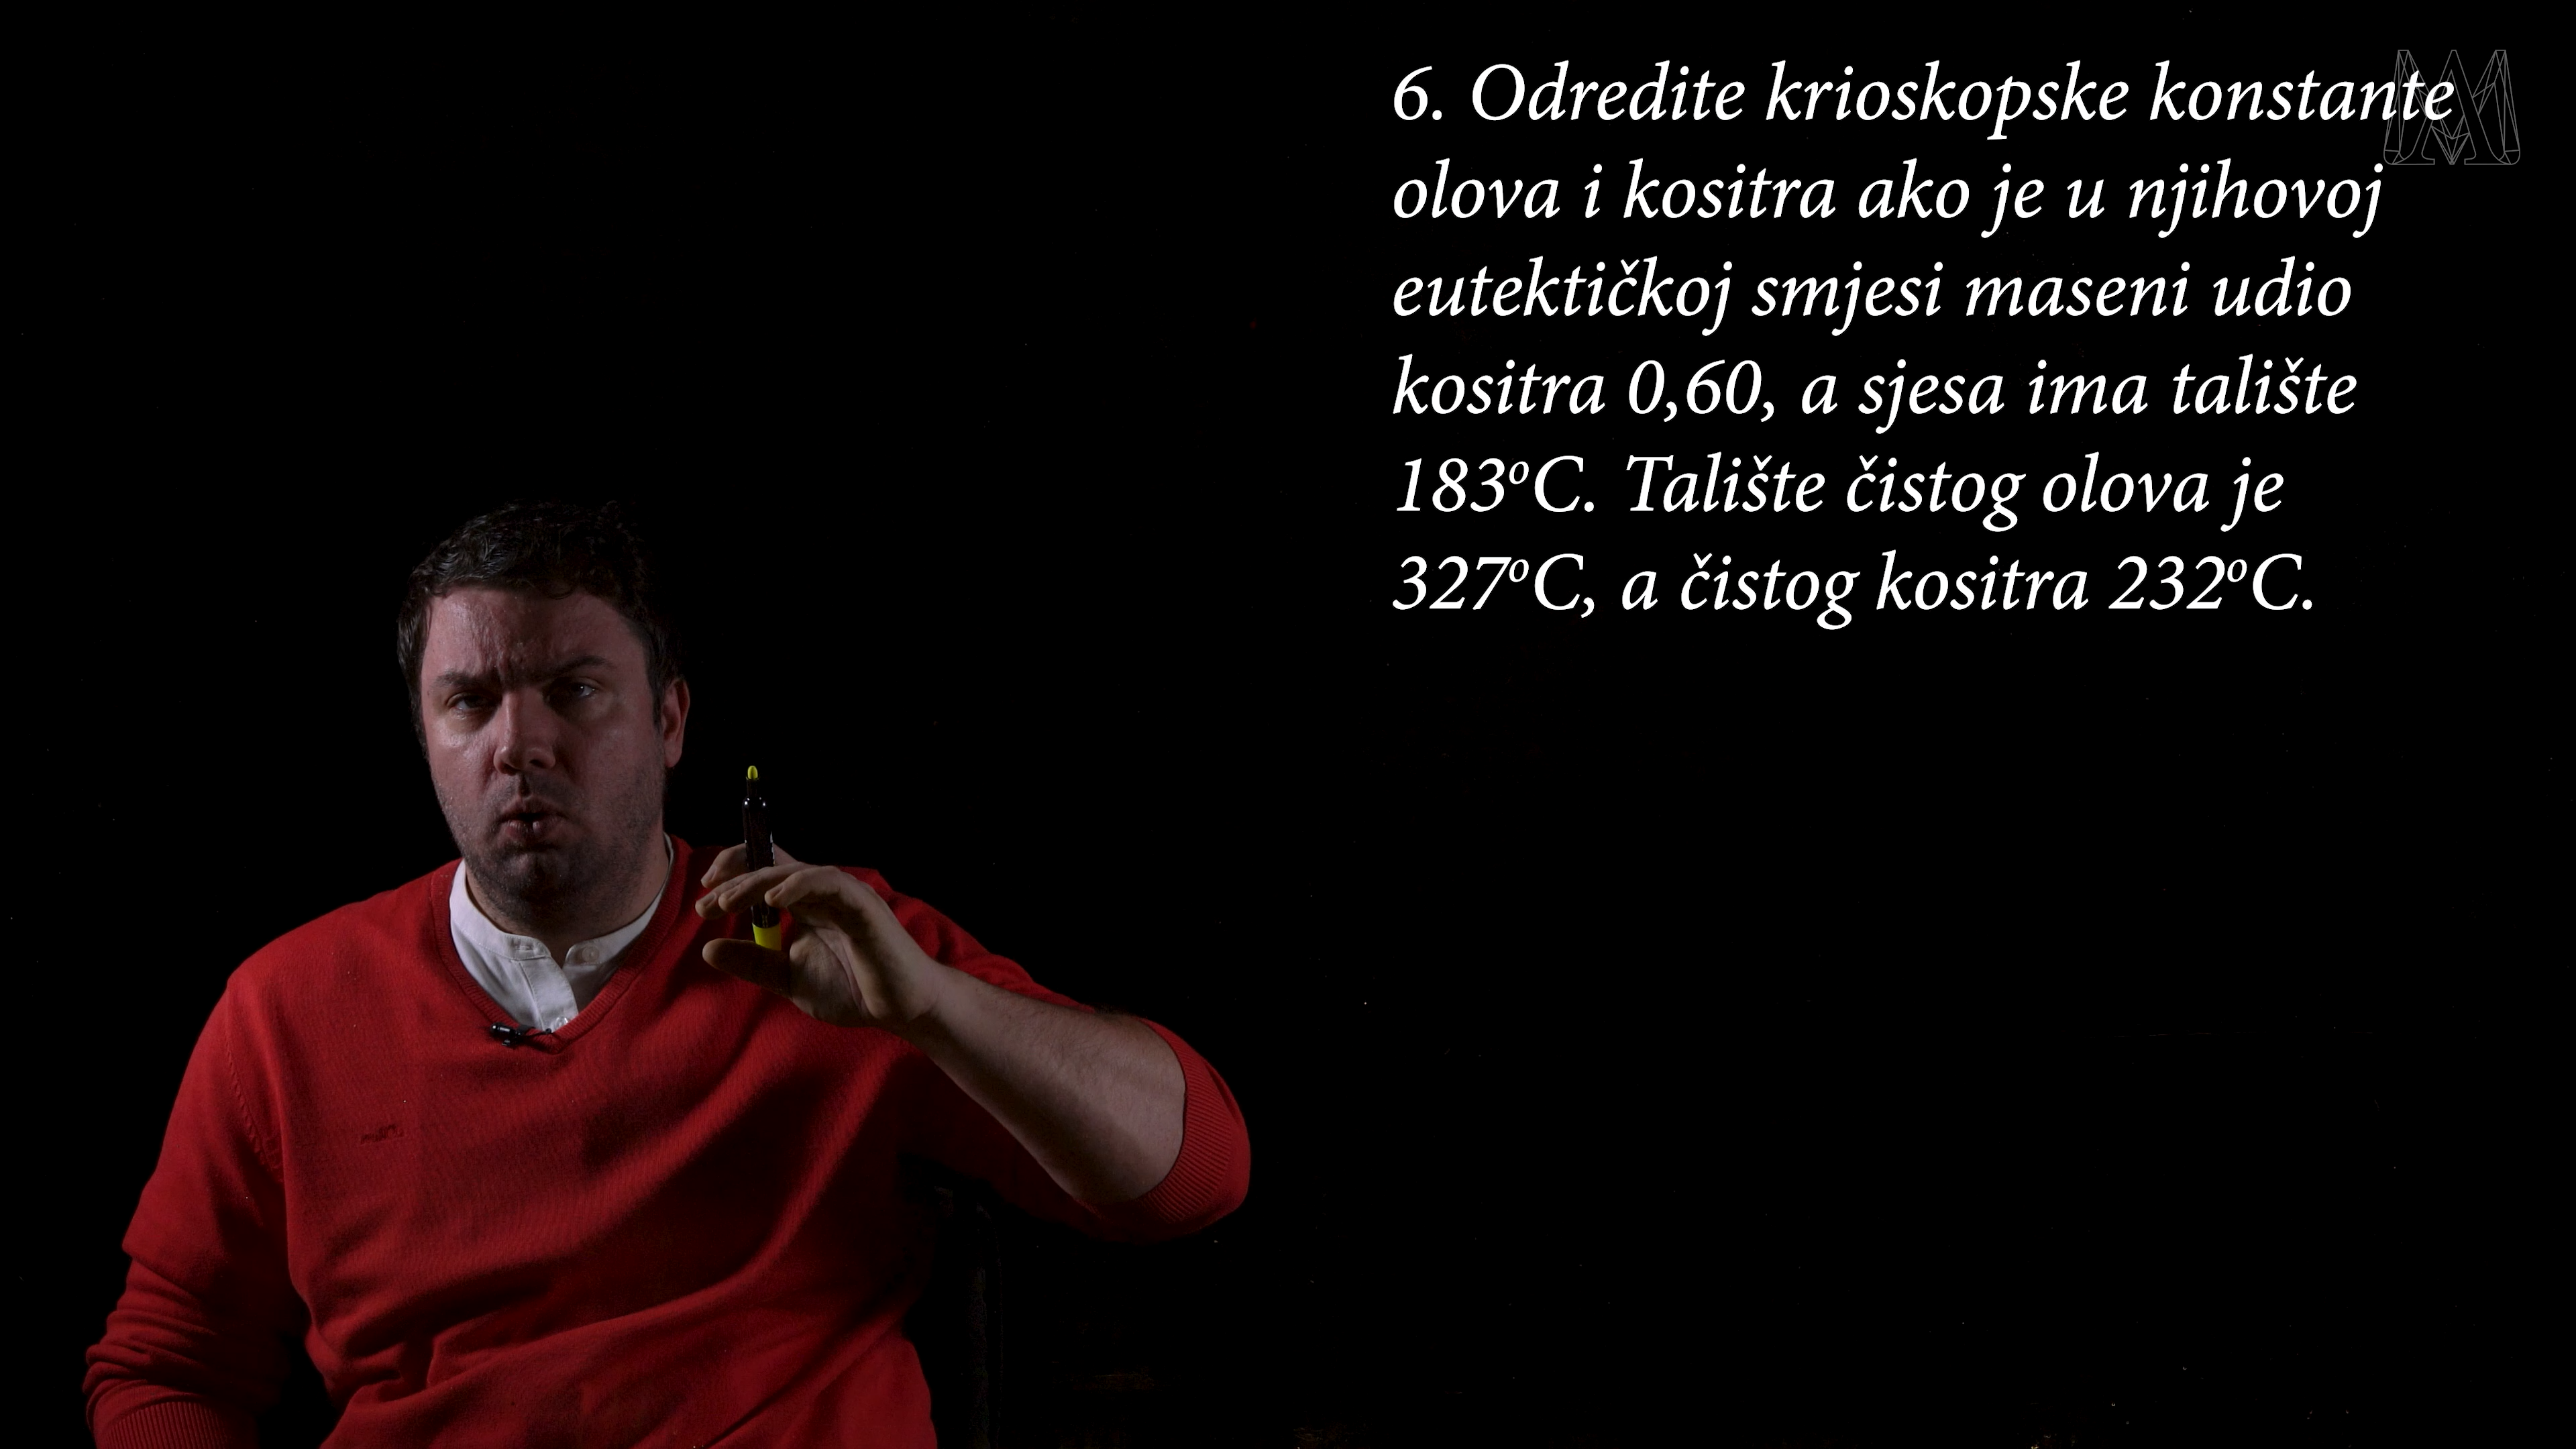 6. Odredite krioskopske konstante
olova i kositra ako je u njihovoj
eutektičkoj smjesi maseni udio
kositra 0,60, a sjesa ima talište
183ºC. Talište čistog olova je
327ºC, a čistog kositra 232ºC.